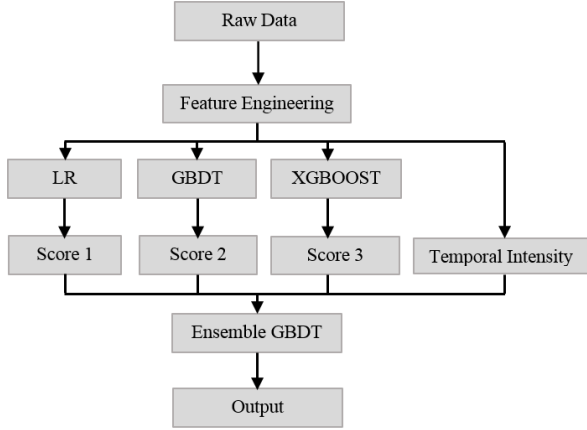 Raw Data
Feature Engineering
LR
GBDT
XGBOOST
Score 1
Score 2
Score 3
Temporal Intensity
Ensemble GBDT
Output